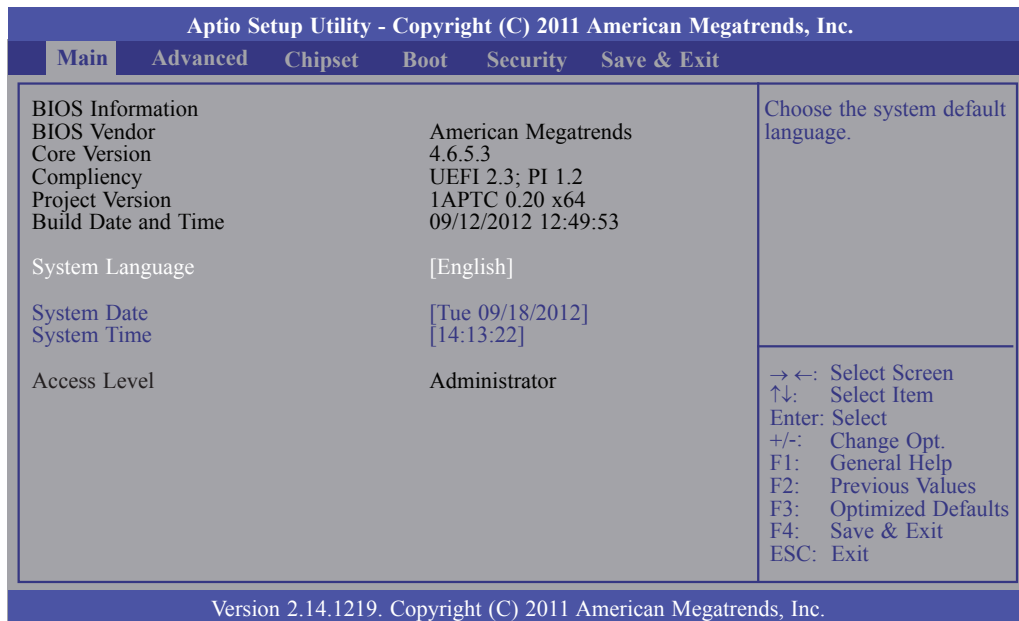 Aptio Setup Utility - Copyright (C) 2011 American Megatrends, Inc.
Main Advanced Chipset Boot Security Save & Exit
BIOS Information
BIOS Vendor American Megatrends
Core Version 4.6.5.3
Compliency UEFI 2.3; PI 1.2
Project Version 1APTC 0.20 x64
Build Date and Time 09/12/2012 12:49:53
System Language [English]
System Date [Tue 09/18/2012]
System Time [14:13:22]
Access Level Administrator
Choose the system default
language.
→ ←: Select Screen
↑↓: Select Item
Enter: Select
+/-: Change Opt.
F1: General Help
F2: Previous Values
F3: Optimized Defaults
F4: Save & Exit
ESC: Exit
Version 2.14.1219. Copyright (C) 2011 American Megatrends, Inc.